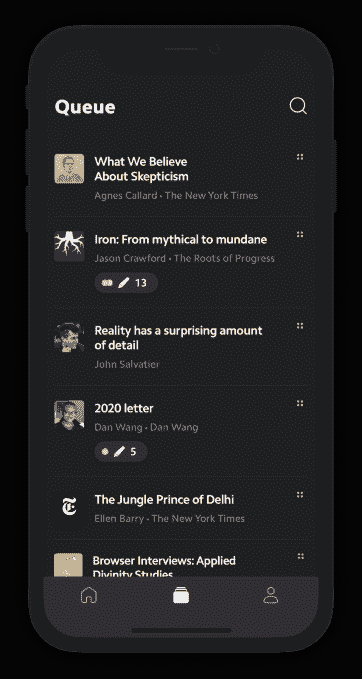 Queue
What We Believe
About Skepticism
Agnes Callard • The New York Times
Iron: From mythical to mundane
Jason Crawford • The Roots of Progress
13
Reality has a surprising amount
of detail
John Salvatier
2020 letter
Dan Wang • Dan Wang
5
The Jungle Prince of Delhi
Ellen Barry • The New York Times
Browser Interviews: Applied
Divinity Studies